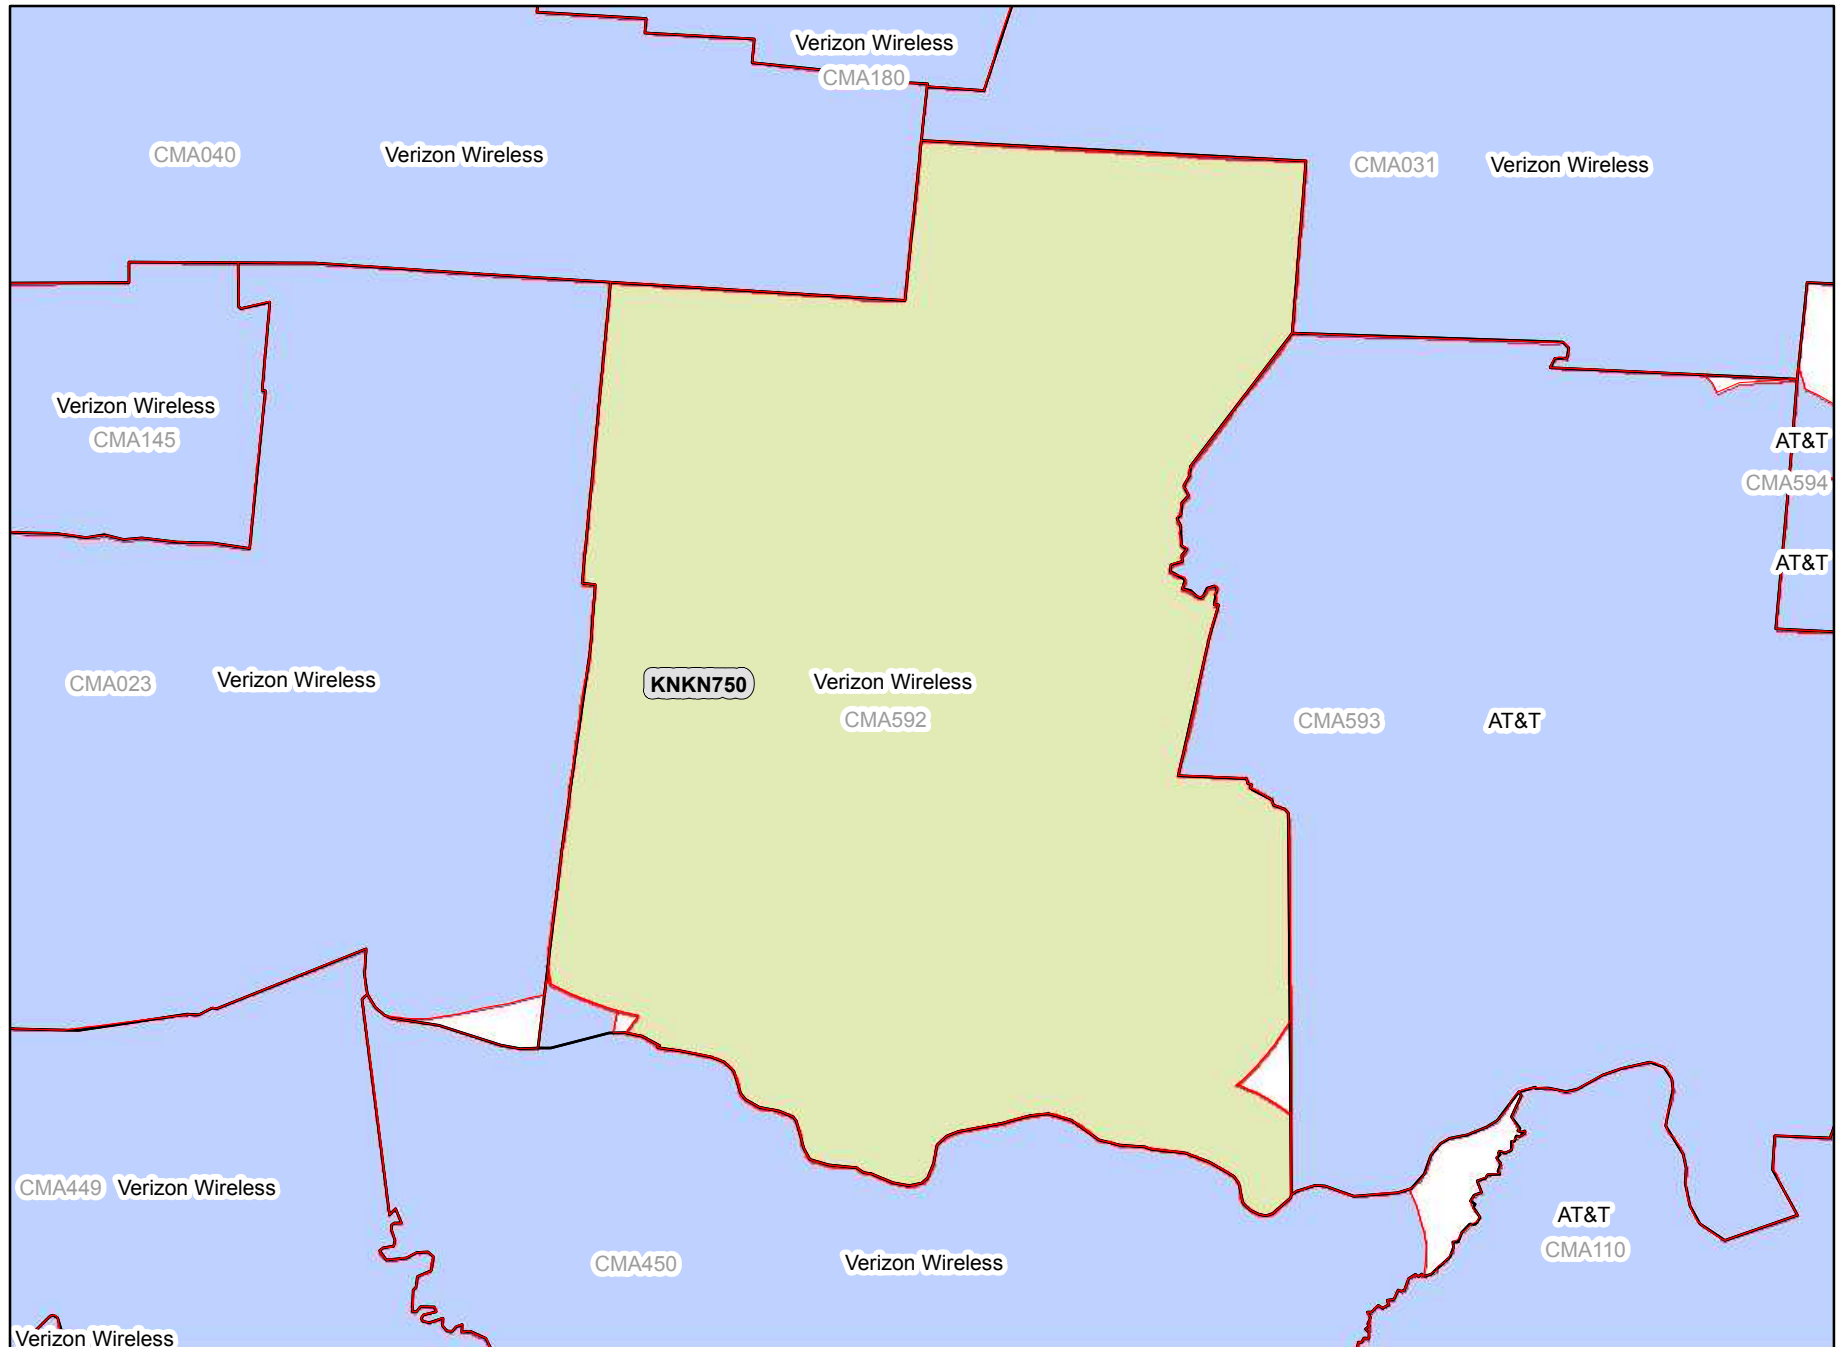 Verizon Wireless
CMA180
CMA040
Verizon Wireless
CMA031
Verizon Wireless
Verizon Wireless
CMA145
AT&T
CMA594
AT&T
CMA023
Verizon Wireless
KNKN750
Verizon Wireless
CMA592
CMA593
AT&T
CMA449
Verizon Wireless
AT&T
CMA110
CMA450
Verizon Wireless
Verizon Wireless